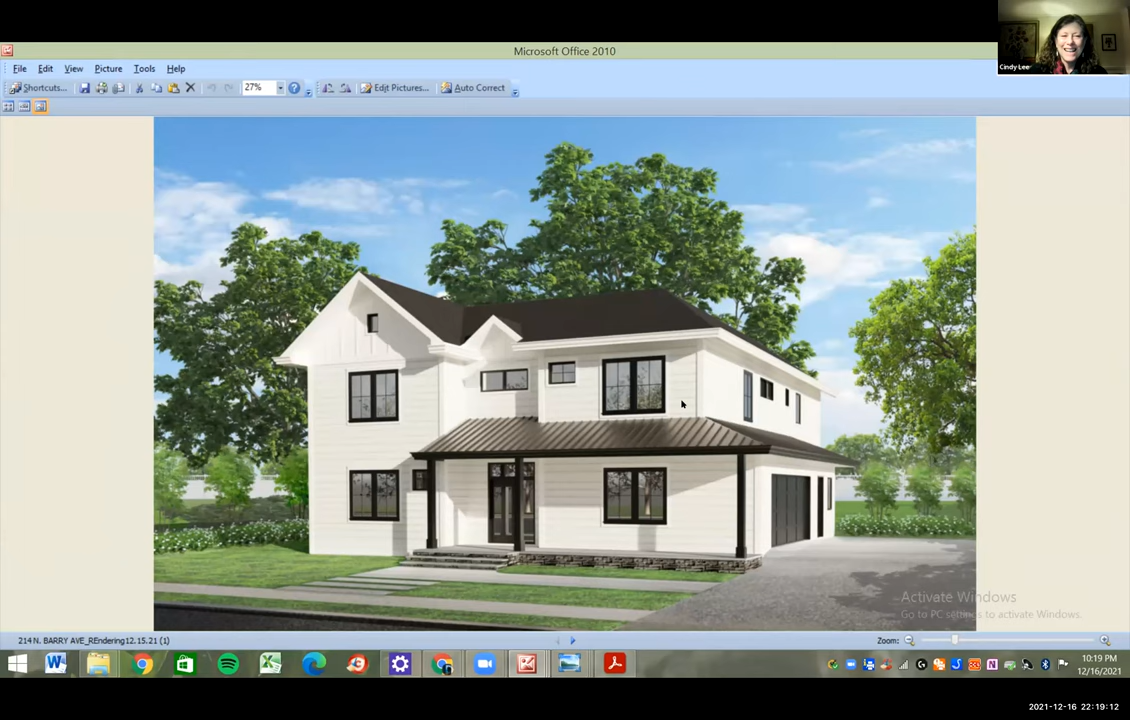 Microsoft Office 2010
Cindy Lee
File Edit View Picture Tools Help
Shortcuts... 27% Edit Pictures... Auto Correct
Activate Windows
Go to PC settings to activate Windows.
214 N. BARRY AVE_REndering12.15.21 (1) Zoom:
10:19 PM
12/16/2021
2021-12-16 22:19:12